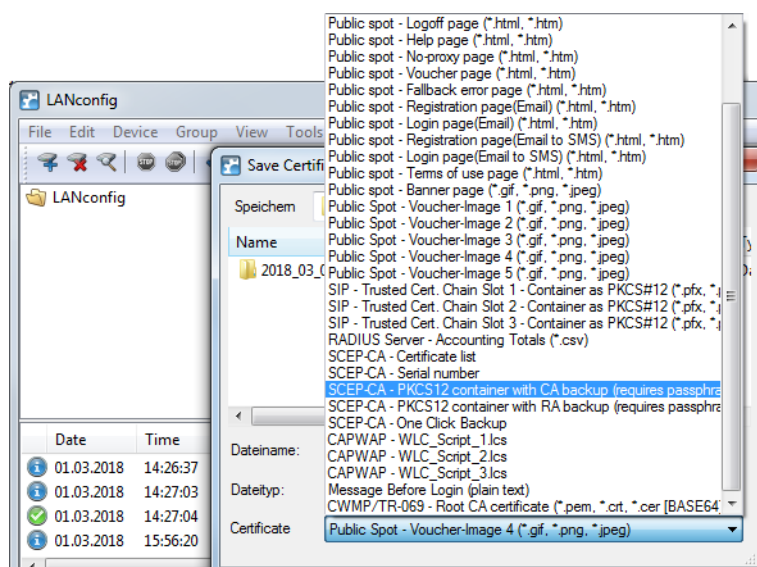 Public spot - Logoff page (*.html, *.htm)
Public spot - Help page (*.html, *.htm)
Public spot - No-proxy page (*.html, *.htm)
Public spot - Voucher page (*.html, *.htm)
Public spot - Fallback error page (*.html, *.htm)
Public spot - Registration page(Email) (*.html, *.htm)
Public spot - Login page(Email) (*.html, *.htm)
Public spot - Registration page(Email to SMS) (*.html, *.htm)
Public spot - Login page(Email to SMS) (*.html, *.htm)
Public spot - Terms of use page (*.html, *.htm)
Public spot - Banner page (*.gif, *.png, *.jpeg)
Public Spot - Voucher-Image 1 (*.gif, *.png, *.jpeg)
Public Spot - Voucher-Image 2 (*.gif, *.png, *.jpeg)
Public Spot - Voucher-Image 3 (*.gif, *.png, *.jpeg)
Public Spot - Voucher-Image 4 (*.gif, *.png, *.jpeg)
Public Spot - Voucher-Image 5 (*.gif, *.png, *.jpeg)
SIP - Trusted Cert. Chain Slot 1 - Container as PKCS#12 (*.pfx, *.
SIP - Trusted Cert. Chain Slot 2 - Container as PKCS#12 (*.pfx, *.
SIP - Trusted Cert. Chain Slot 3 - Container as PKCS#12 (*.pfx, *.
RADIUS Server - Accounting Totals (*.csv)
SCEP-CA - Certificate list
SCEP-CA - Serial number
SCEP-CA - PKCS12 container with CA backup (requires passphra
SCEP-CA - PKCS12 container with RA backup (requires passphra
SCEP-CA - One Click Backup
CAPWAP - WLC_Script_1.lcs
CAPWAP - WLC_Script_2.lcs
CAPWAP - WLC_Script_3.lcs
Message Before Login (plain text)
CWMP/TR-069 - Root CA certificate (*.pem, *.crt, *.cer [BASE64]
LANconfig
File Edit Device Group View Tools
LANconfig
Save Certifi
Speichern
Name
2018_03_0
Dateiname:
Dateityp:
Certificate
Public Spot - Voucher-Image 4 (*.gif, *.png, *.jpeg)
Date Time
01.03.2018 14:26:37
01.03.2018 14:27:03
01.03.2018 14:27:04
01.03.2018 15:56:20